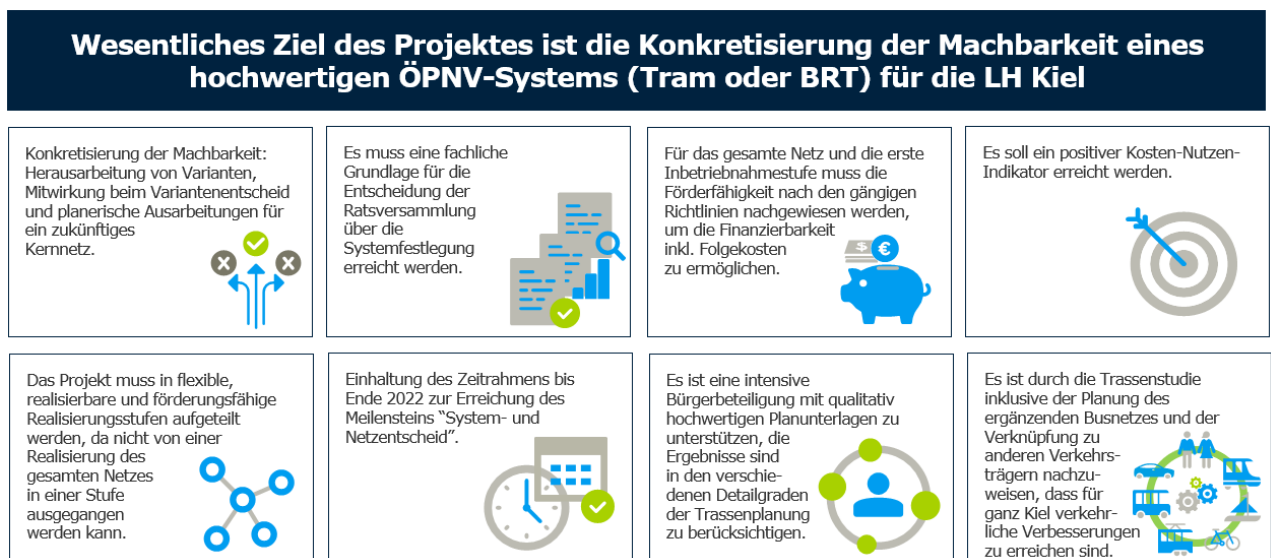 Wesentliches Ziel des Projektes ist die Konkretisierung der Machbarkeit eines
hochwertigen ÖPNV-Systems (Tram oder BRT) für die LH Kiel
Konkretisierung der Machbarkeit:
Herausarbeitung von Varianten,
Mitwirkung beim Variantenentscheid
und planerische Ausarbeitungen für
ein zukünftiges
Kernnetz.
Es muss eine fachliche
Grundlage für die
Entscheidung der
Ratsversammlung
über die
Systemfestlegung
erreicht werden.
Für das gesamte Netz und die erste
Inbetriebnahmestufe muss die
Förderfähigkeit nach den gängigen
Richtlinien nachgewiesen werden,
um die Finanzierbarkeit
inkl. Folgekosten
zu ermöglichen.
$ €
Es soll ein positiver Kosten-Nutzen-
Indikator erreicht werden.
Das Projekt muss in flexible,
realisierbare und förderungsfähige
Realisierungsstufen aufgeteilt
werden, da nicht von einer
Realisierung des
gesamten Netzes
in einer Stufe
ausgegangen
werden kann.
Einhaltung des Zeitrahmens bis
Ende 2022 zur Erreichung des
Meilensteins “System- und
Netzentscheid”.
Es ist eine intensive
Bürgerbeteiligung mit qualitativ
hochwertigen Planunterlagen zu
unterstützen, die
Ergebnisse sind
in den verschie-
denen Detailgraden
der Trassenplanung
zu berücksichtigen.
Es ist durch die Trassenstudie
inklusive der Planung des
ergänzenden Busnetzes und der
Verknüpfung zu
anderen Verkehrs-
trägern nachzu-
weisen, dass für
ganz Kiel verkehr-
liche Verbesserungen
zu erreichen sind.